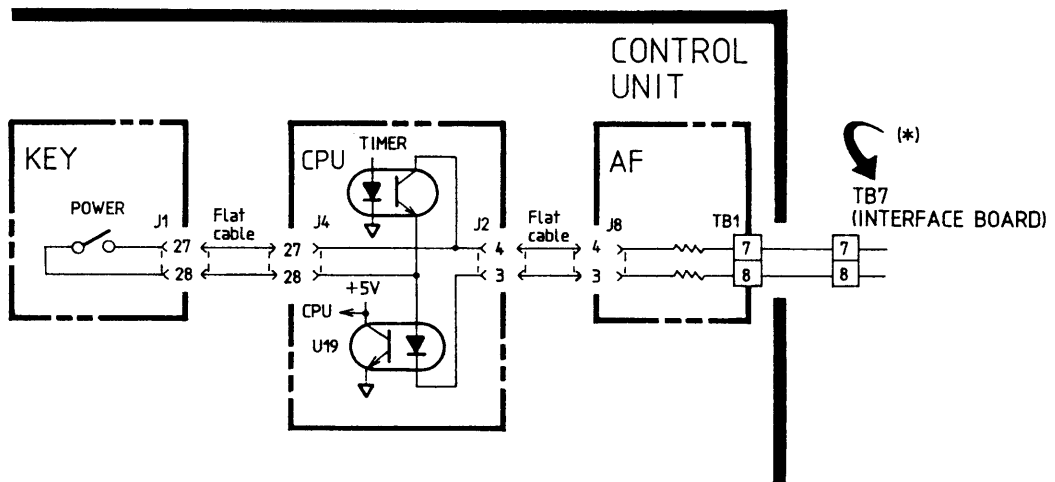 CONTROL
UNIT
(*)
KEY
CPU
TIMER
AF
TB7
(INTERFACE BOARD)
POWER
J1
Flat
cable
J4
J2
Flat
cable
J8
TB1
27
27
4
4
7
7
28
28
3
3
8
8
+5V
CPU
U19